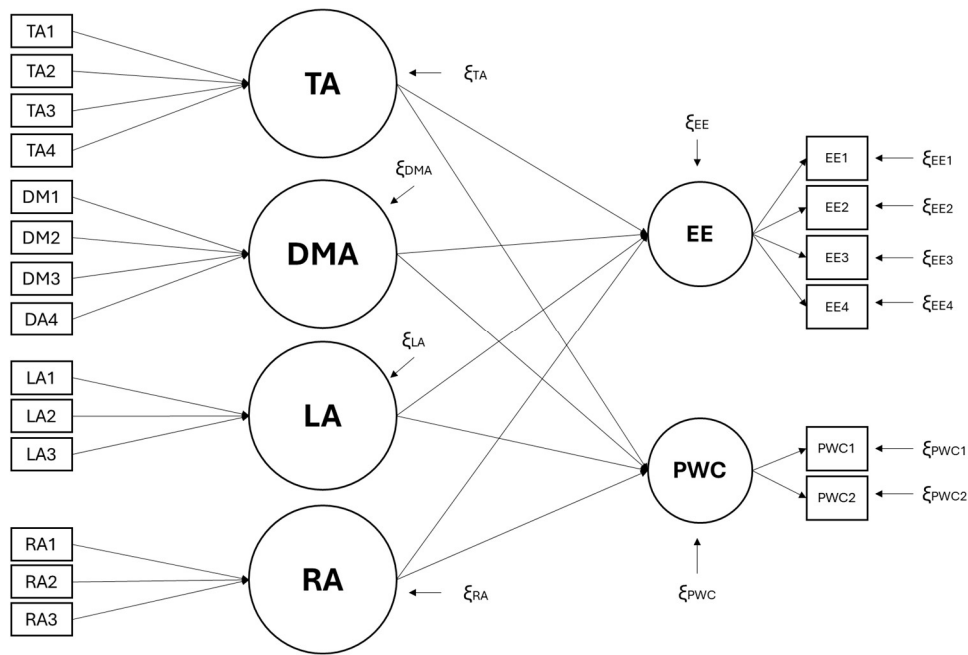 TA1
TA2
TA3
TA4
DM1
DM2
DM3
DA4
LA1
LA2
LA3
RA1
RA2
RA3
TA
DMA
LA
RA
ξTA
ξDMA
ξLA
ξRA
ξEE
EE
PWC
ξPWC
EE1
EE2
EE3
EE4
PWC1
PWC2
ξEE1
ξEE2
ξEE3
ξEE4
ξPWC1
ξPWC2